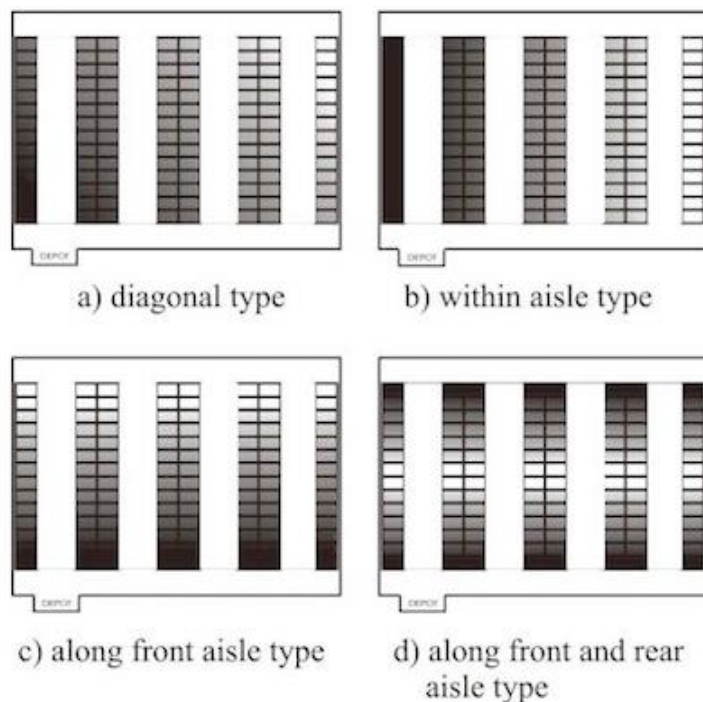 DEPOT
DEPOT
a) diagonal type
b) within aisle type
DEPOT
DEPOT
c) along front aisle type
d) along front and rear
aisle type